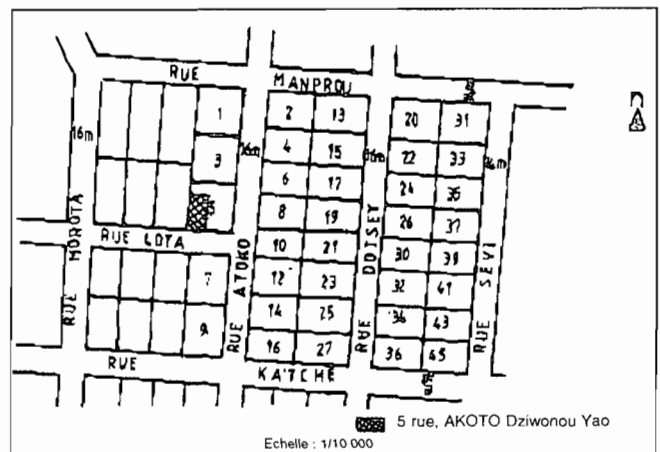 RUE MANPROU
1 2 13 20 31
16m 3 4 15 16m 22 33 16m
6 17 24 35
8 19 26 37
RUE LOTA 10 21 30 39
7 12 23 32 41
14 25 34 43
9 16 27 36 45
RUE MOROTA
RUE ATOKO
RUE DOTSEY
RUE SEVI
RUE KATCHE
5 rue, AKOTO Dziwonou Yao
Echelle : 1/10 000